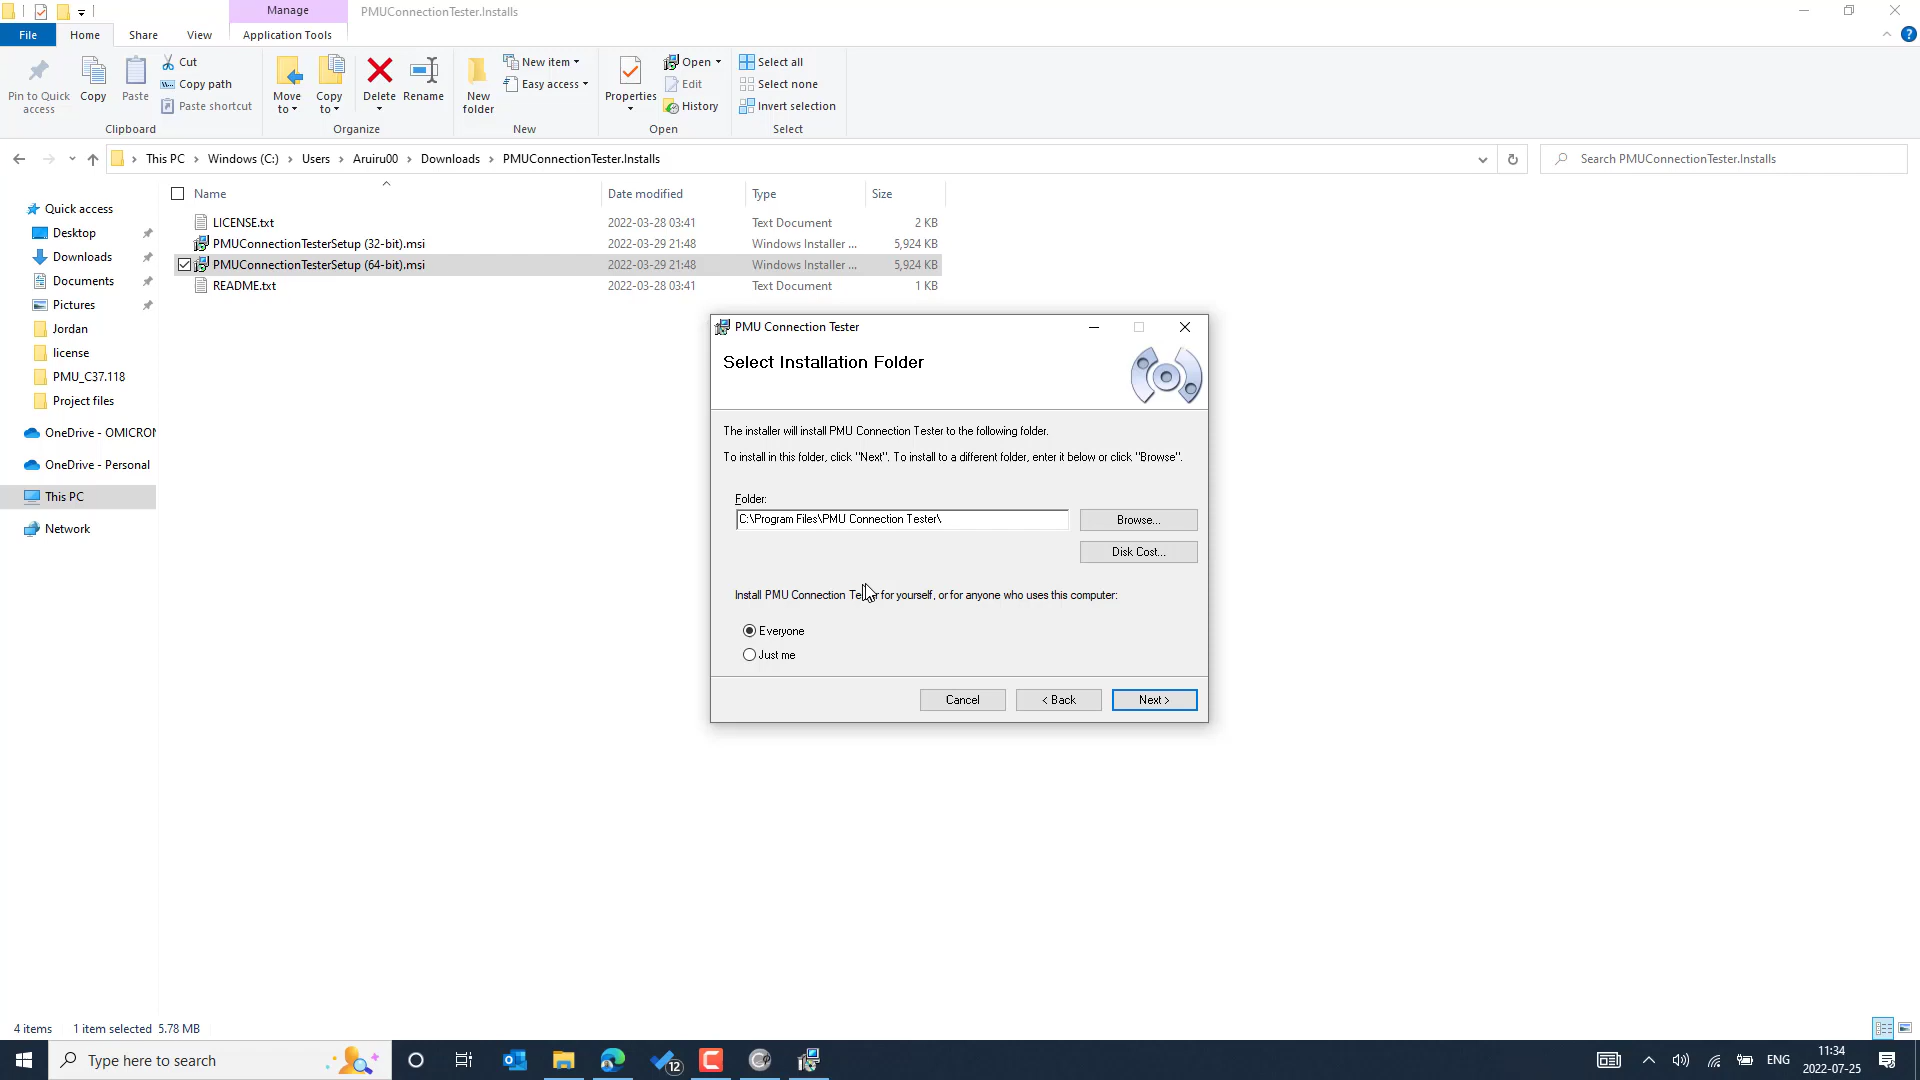 Manage
PMUConnectionTester.Installs
File
Home
Share
View
Application Tools
Pin to Quick access
Copy
Paste
Cut
Copy path
Paste shortcut
Clipboard
Move to
Copy to
Delete
Rename
Organize
New folder
New item
Easy access
New
Properties
Open
Edit
History
Open
Select all
Select none
Invert selection
Select
This PC
Windows (C:)
Users
Aruiru00
Downloads
PMUConnectionTester.Installs
Search PMUConnectionTester.Installs
Name
Date modified
Type
Size
LICENSE.txt 2022-03-28 03:41 Text Document 2 KB
PMUConnectionTesterSetup (32-bit).msi 2022-03-29 21:48 Windows Installer ... 5,924 KB
PMUConnectionTesterSetup (64-bit).msi 2022-03-29 21:48 Windows Installer ... 5,924 KB
README.txt 2022-03-28 03:41 Text Document 1 KB
Quick access
Desktop
Downloads
Documents
Pictures
Jordan
license
PMU_C37.118
Project files
OneDrive - OMICRON
OneDrive - Personal
This PC
Network
PMU Connection Tester
Select Installation Folder
The installer will install PMU Connection Tester to the following folder.
To install in this folder, click "Next". To install to a different folder, enter it below or click "Browse".
Folder:
C:\Program Files\PMU Connection Tester\
Browse...
Disk Cost...
Install PMU Connection Tester for yourself, or for anyone who uses this computer:
Everyone
Just me
Cancel
< Back
Next >
4 items
1 item selected 5.78 MB
Type here to search
12
ENG
11:34
2022-07-25